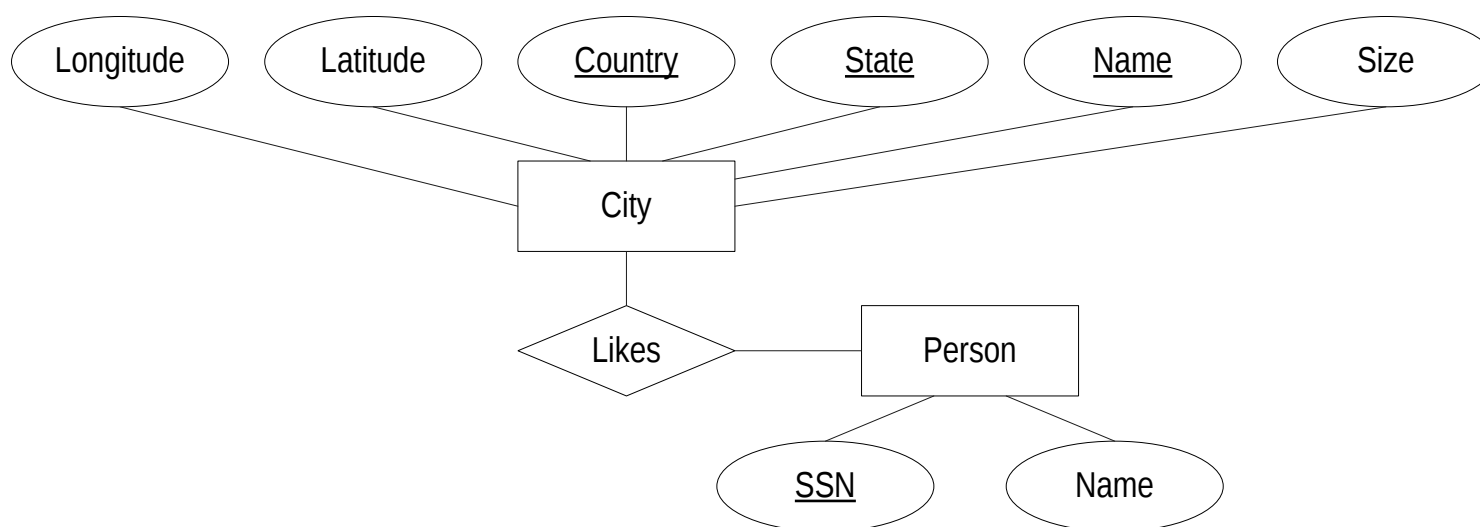 Longitude
Latitude
Country
State
Name
Size
City
Likes
Person
SSN
Name